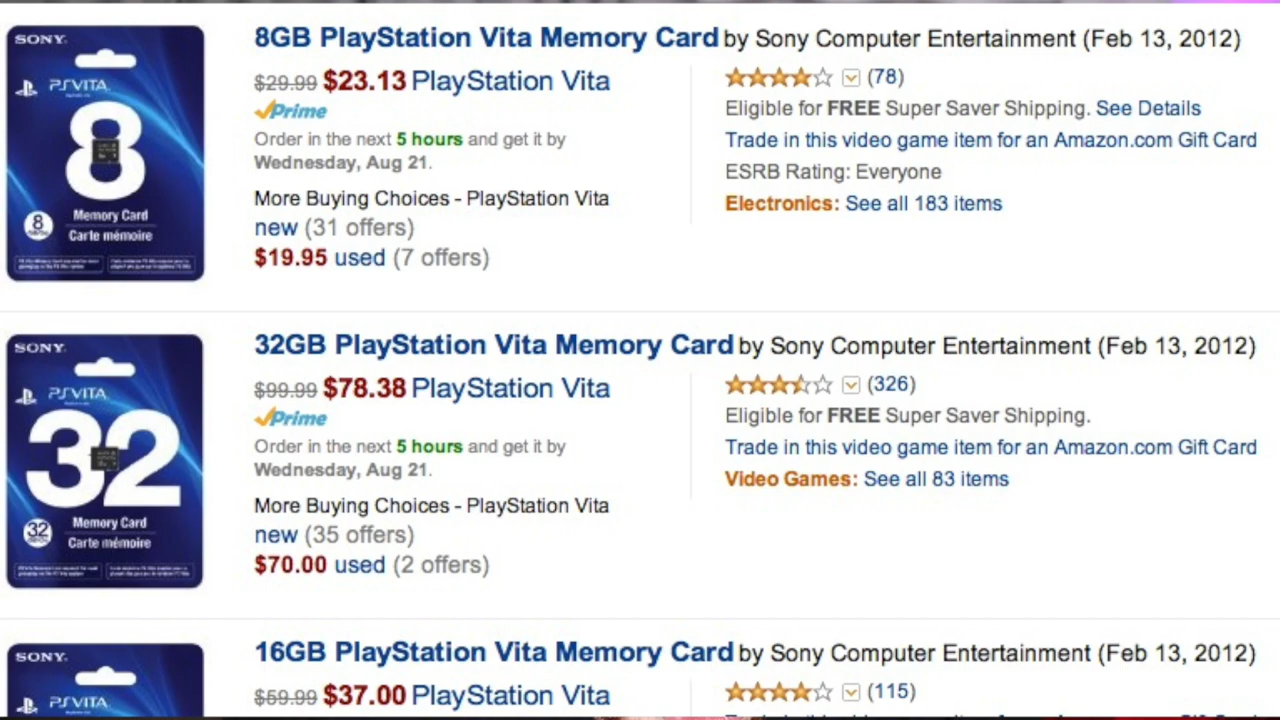 SONY
PSVITA
8
8
Memory Card
Carte mémoire
8GB PlayStation Vita Memory Card by Sony Computer Entertainment (Feb 13, 2012)
$29.99 $23.13 PlayStation Vita
Prime
Order in the next 5 hours and get it by
Wednesday, Aug 21.
More Buying Choices - PlayStation Vita
new (31 offers)
$19.95 used (7 offers)
(78)
Eligible for FREE Super Saver Shipping. See Details
Trade in this video game item for an Amazon.com Gift Card
ESRB Rating: Everyone
Electronics: See all 183 items
SONY
PSVITA
32
32
Memory Card
Carte mémoire
32GB PlayStation Vita Memory Card by Sony Computer Entertainment (Feb 13, 2012)
$99.99 $78.38 PlayStation Vita
Prime
Order in the next 5 hours and get it by
Wednesday, Aug 21.
More Buying Choices - PlayStation Vita
new (35 offers)
$70.00 used (2 offers)
(326)
Eligible for FREE Super Saver Shipping.
Trade in this video game item for an Amazon.com Gift Card
Video Games: See all 83 items
SONY
PSVITA
16GB PlayStation Vita Memory Card by Sony Computer Entertainment (Feb 13, 2012)
$59.99 $37.00 PlayStation Vita
(115)